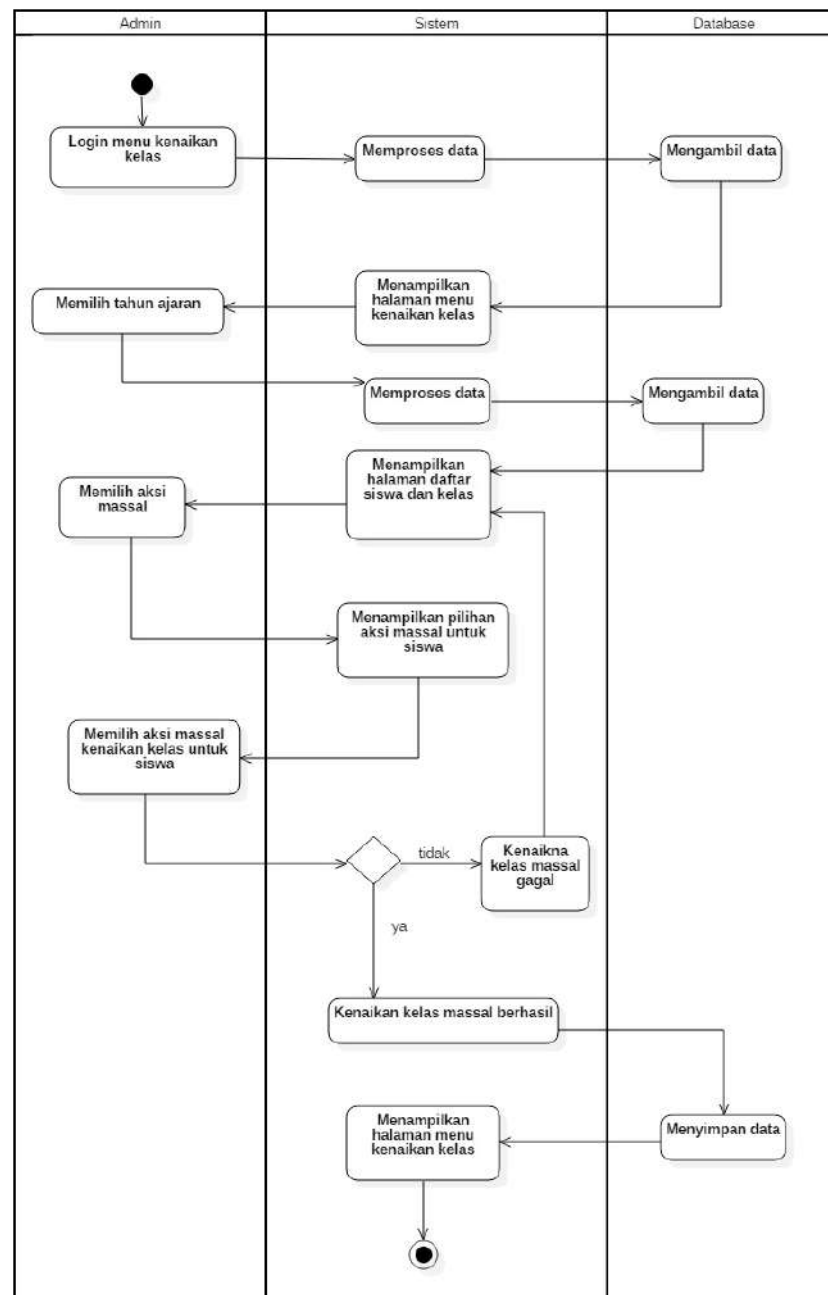 Admin
Sistem
Database
Login menu kenaikan
kelas
Memproses data
Mengambil data
Menampilkan
halaman menu
kenaikan kelas
Memilih tahun ajaran
Memproses data
Mengambil data
Menampilkan
halaman daftar
siswa dan kelas
Memilih aksi
massal
Menampilkan pilihan
aksi massal untuk
siswa
Memilih aksi massal
kenaikan kelas untuk
siswa
tidak
Kenaikna
kelas massal
gagal
ya
Kenaikan kelas massal berhasil
Menyimpan data
Menampilkan
halaman menu
kenaikan kelas